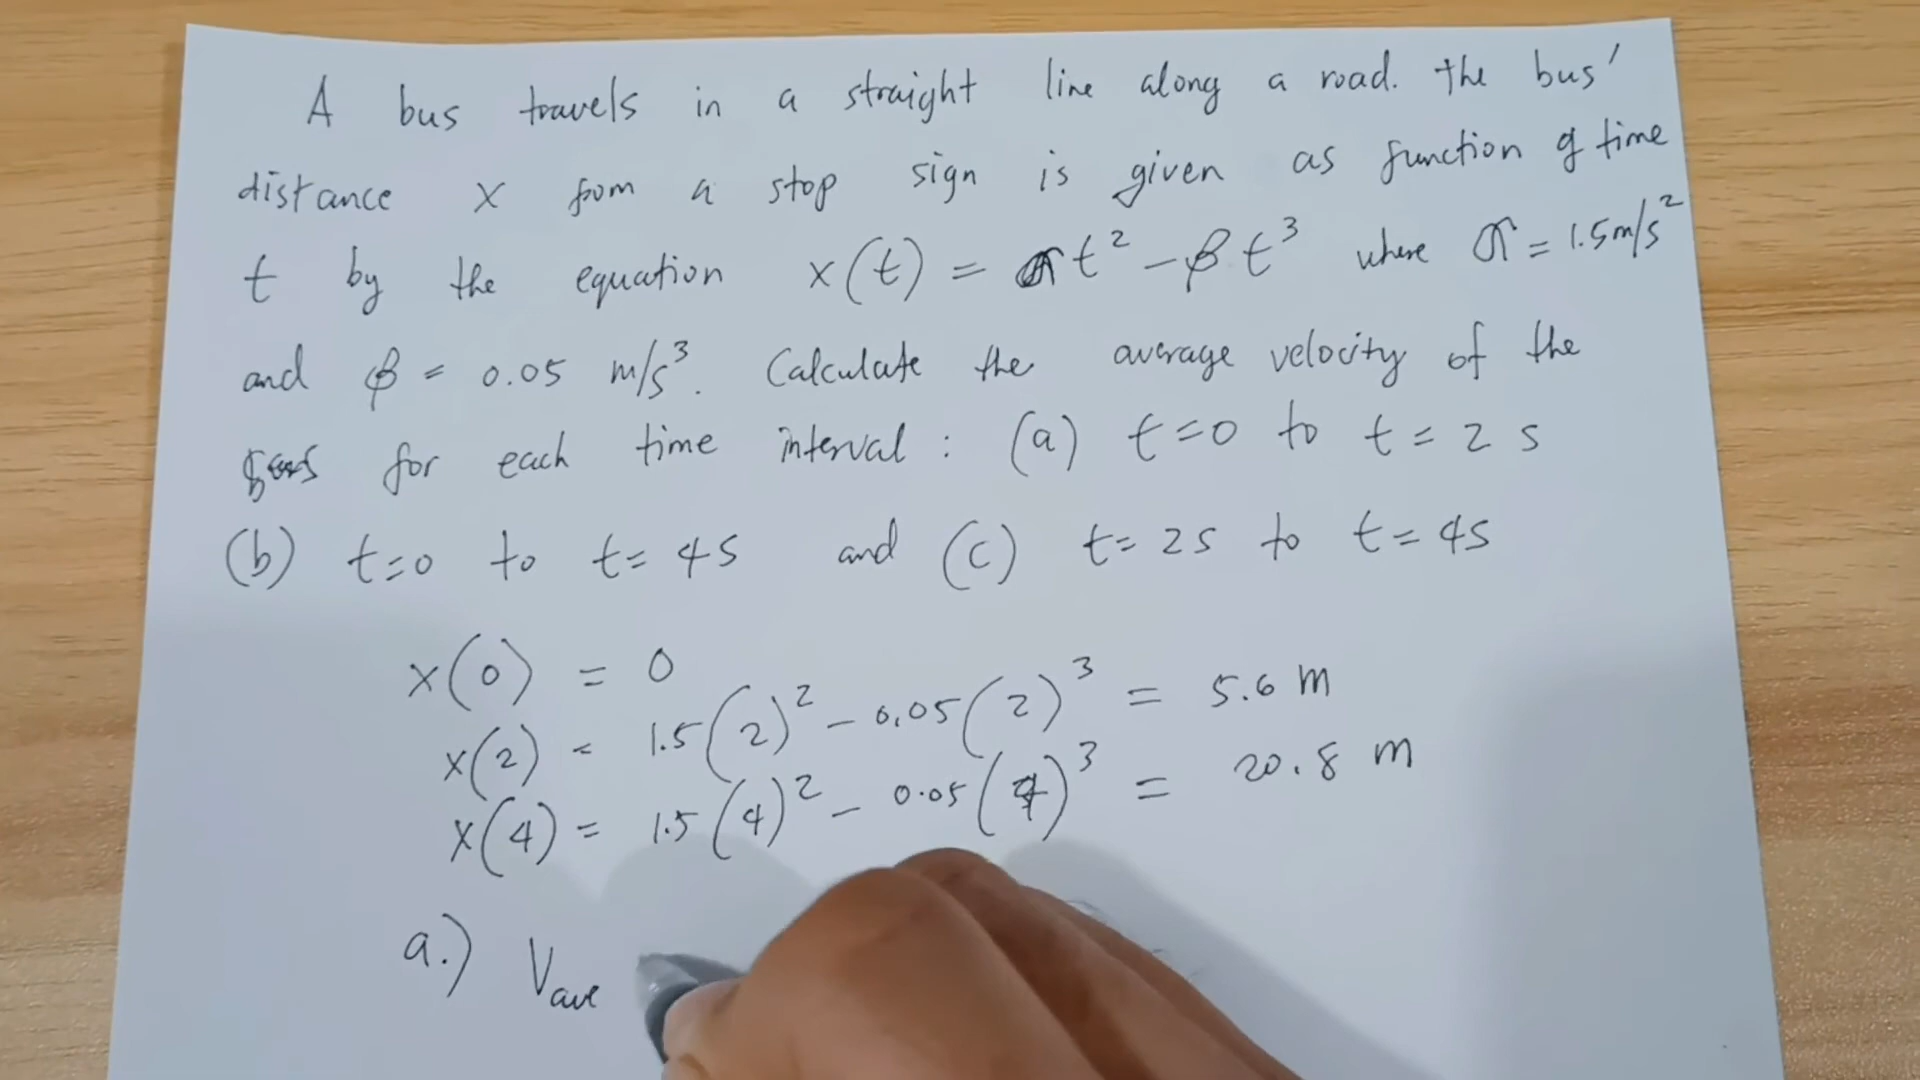 A bus travels in a straight line along a road. The bus'
distance x from a stop sign is given as function of time
t by the equation x(t) = σt² - βt³ where σ = 1.5 m/s²
and β = 0.05 m/s³. Calculate the average velocity of the
bus for each time interval : (a) t=0 to t= 2 s
(b) t=0 to t= 4s and (c) t= 2s to t= 4s
x(0) = 0
x(2) = 1.5(2)² - 0.05(2)³ = 5.6 m
x(4) = 1.5(4)² - 0.05(4)³ = 20.8 m
a.) Vave